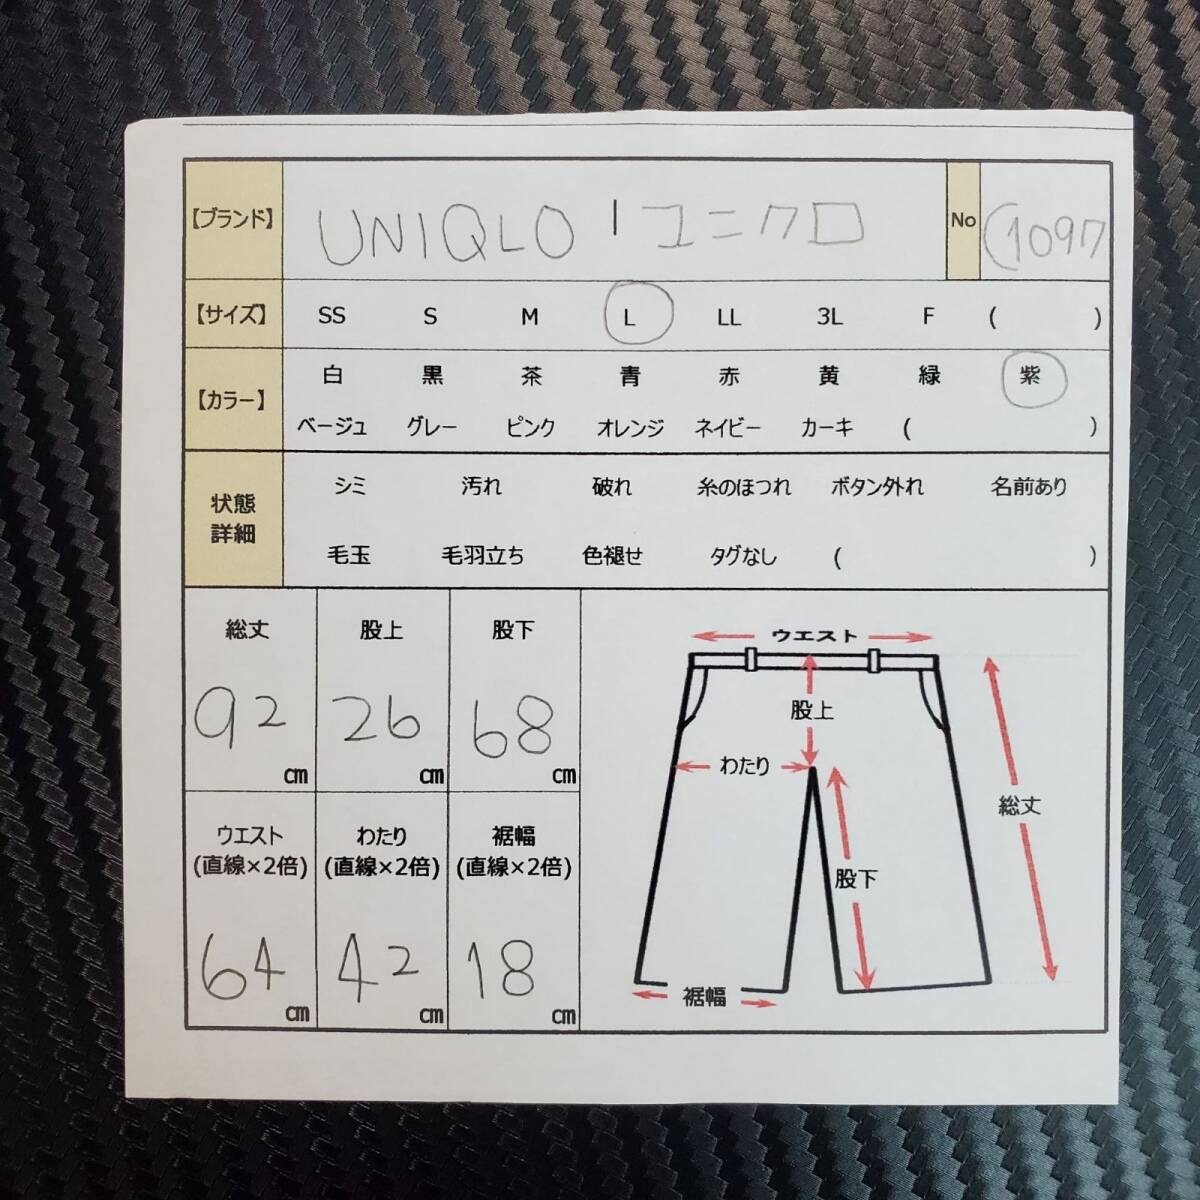 【ブランド】 UNIQLO | ユニクロ No (1097
【サイズ】 SS S M L LL 3L F ( )
【カラー】
白 黒 茶 青 赤 黄 緑 紫
ベージュ グレー ピンク オレンジ ネイビー カーキ ( )
状態
詳細
シミ 汚れ 破れ 糸のほつれ ボタン外れ 名前あり
毛玉 毛羽立ち 色褪せ タグなし ( )
総丈 股上 股下
92 cm 26 cm 68 cm
ウエスト わたり 裾幅
(直線×2倍) (直線×2倍) (直線×2倍)
64 cm 42 cm 18 cm
ウエスト
股上
わたり
総丈
股下
裾幅